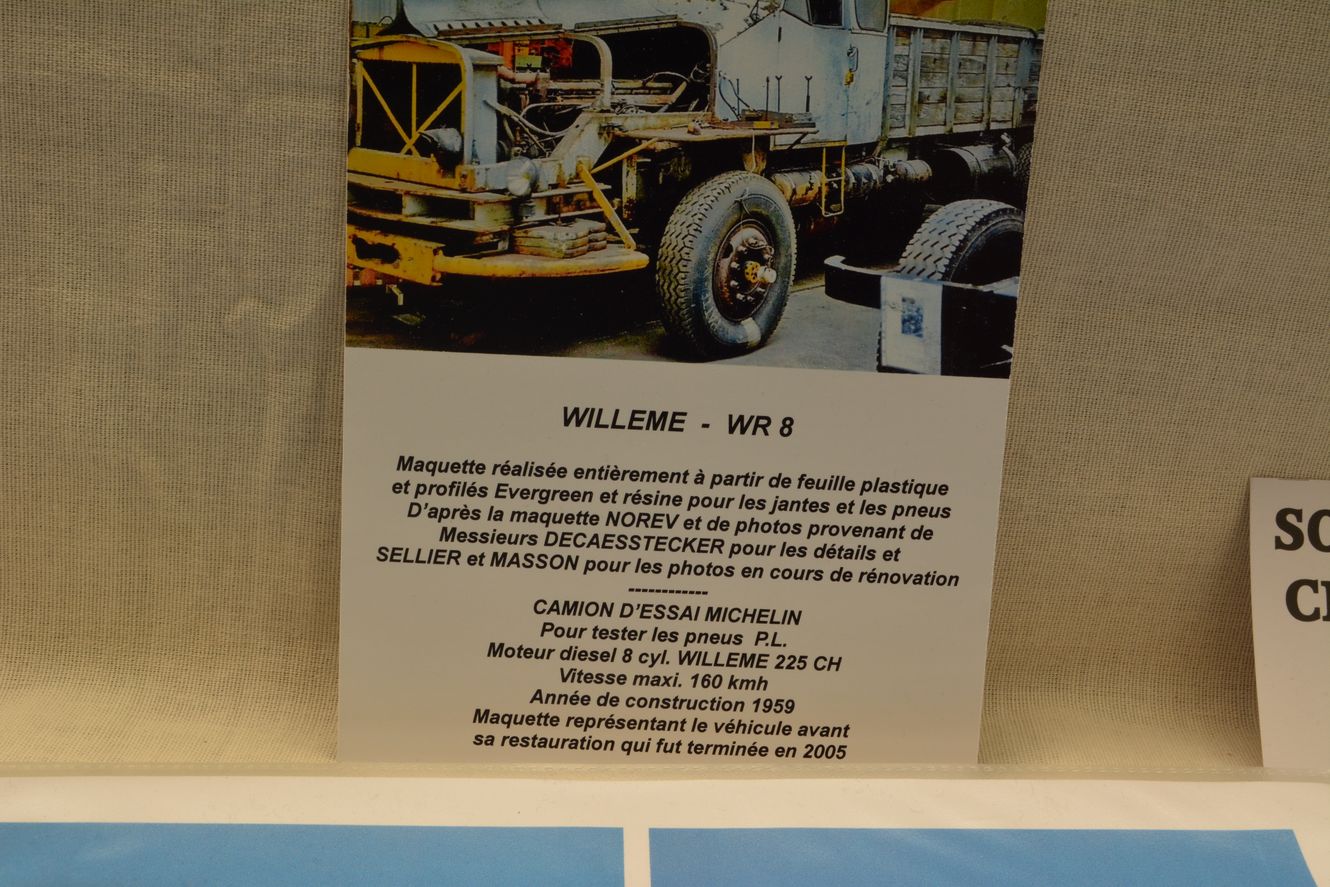 WILLEME - WR 8
Maquette réalisée entièrement à partir de feuille plastique
et profilés Evergreen et résine pour les jantes et les pneus
D'après la maquette NOREV et de photos provenant de
Messieurs DECAESSTECKER pour les détails et
SELLIER et MASSON pour les photos en cours de rénovation
------------
CAMION D'ESSAI MICHELIN
Pour tester les pneus P.L.
Moteur diesel 8 cyl. WILLEME 225 CH
Vitesse maxi. 160 kmh
Année de construction 1959
Maquette représentant le véhicule avant
sa restauration qui fut terminée en 2005
SO